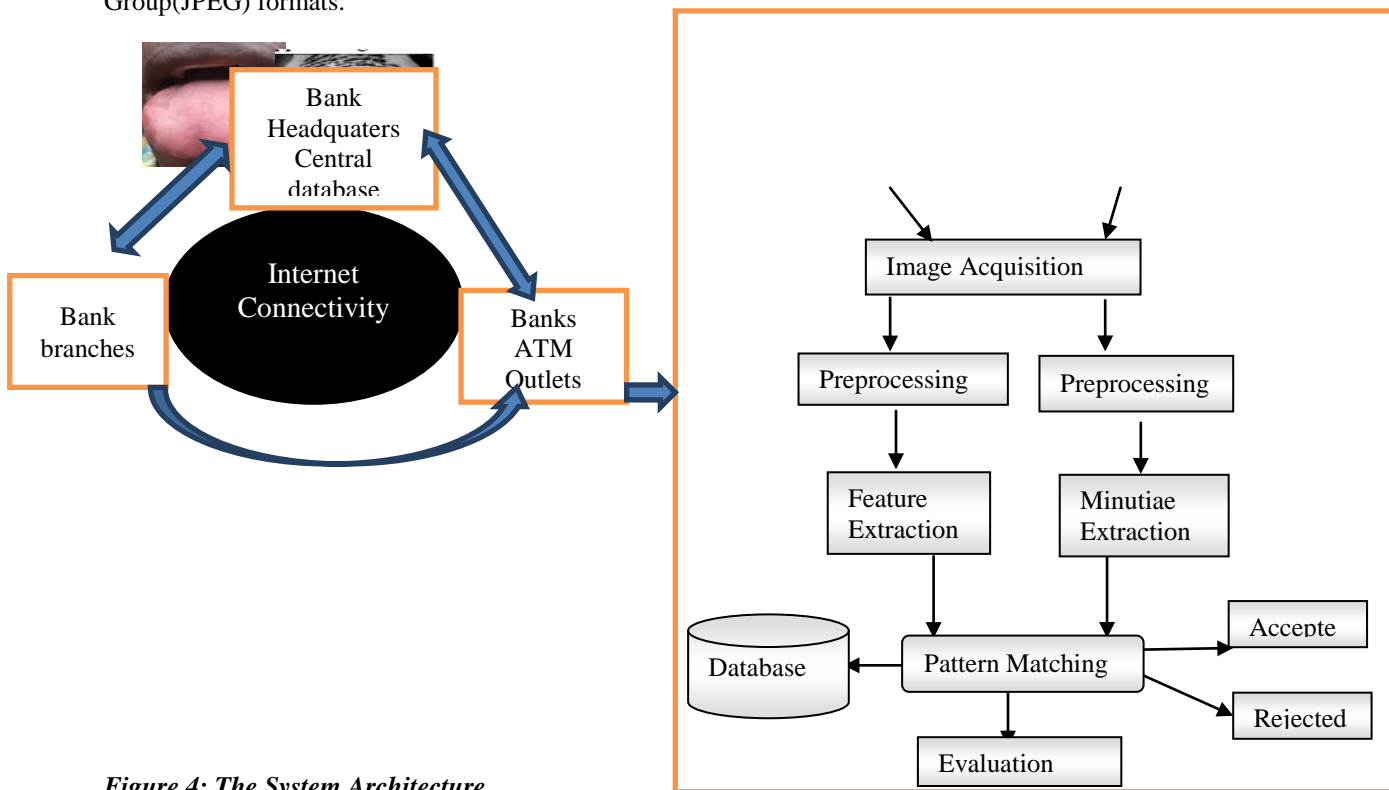 Group(JPEG) formats.
Bank
Headquaters
Central
database
Internet
Connectivity
Bank
branches
Banks
ATM
Outlets
Image Acquisition
Preprocessing
Preprocessing
Feature
Extraction
Minutiae
Extraction
Database
Pattern Matching
Accepte
Rejected
Evaluation
Figure 4: The System Architecture